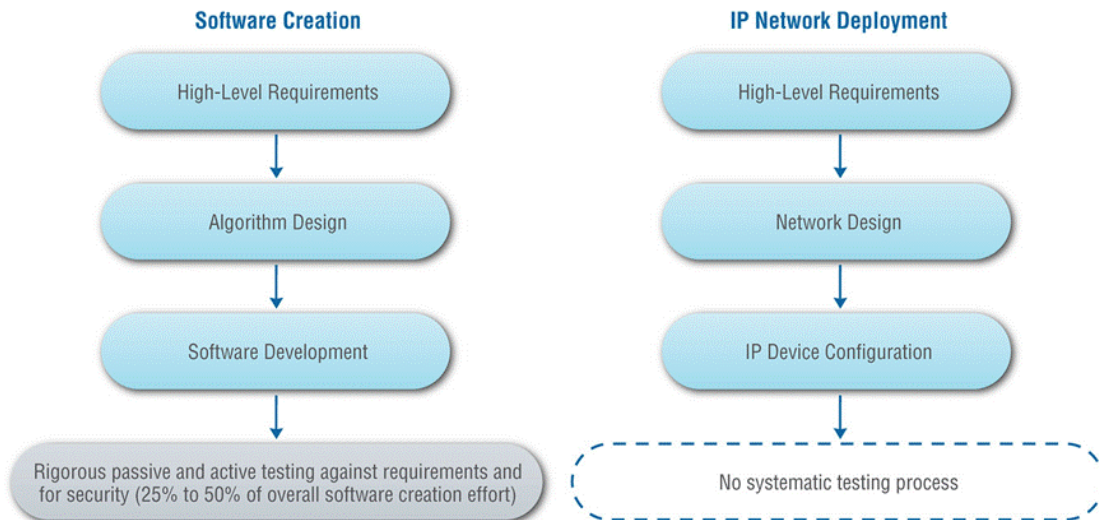 Software Creation
High-Level Requirements
Algorithm Design
Software Development
Rigorous passive and active testing against requirements and
for security (25% to 50% of overall software creation effort)
IP Network Deployment
High-Level Requirements
Network Design
IP Device Configuration
No systematic testing process